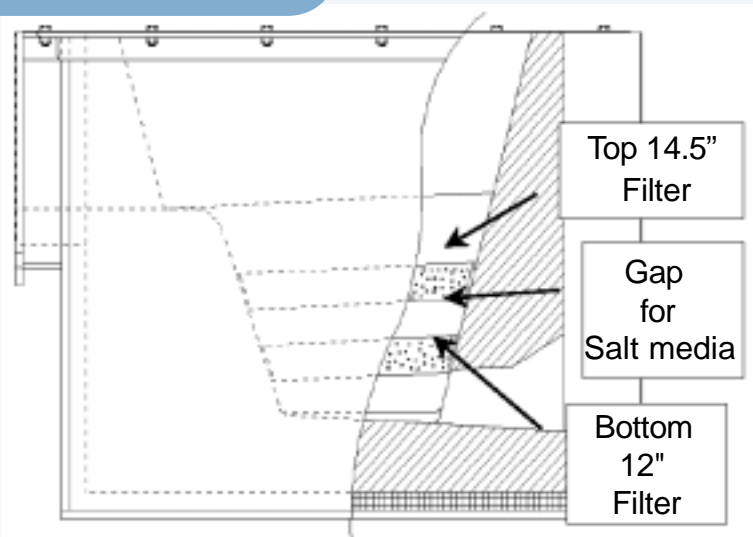 Top 14.5”
Filter
Gap
for
Salt media
Bottom
12"
Filter